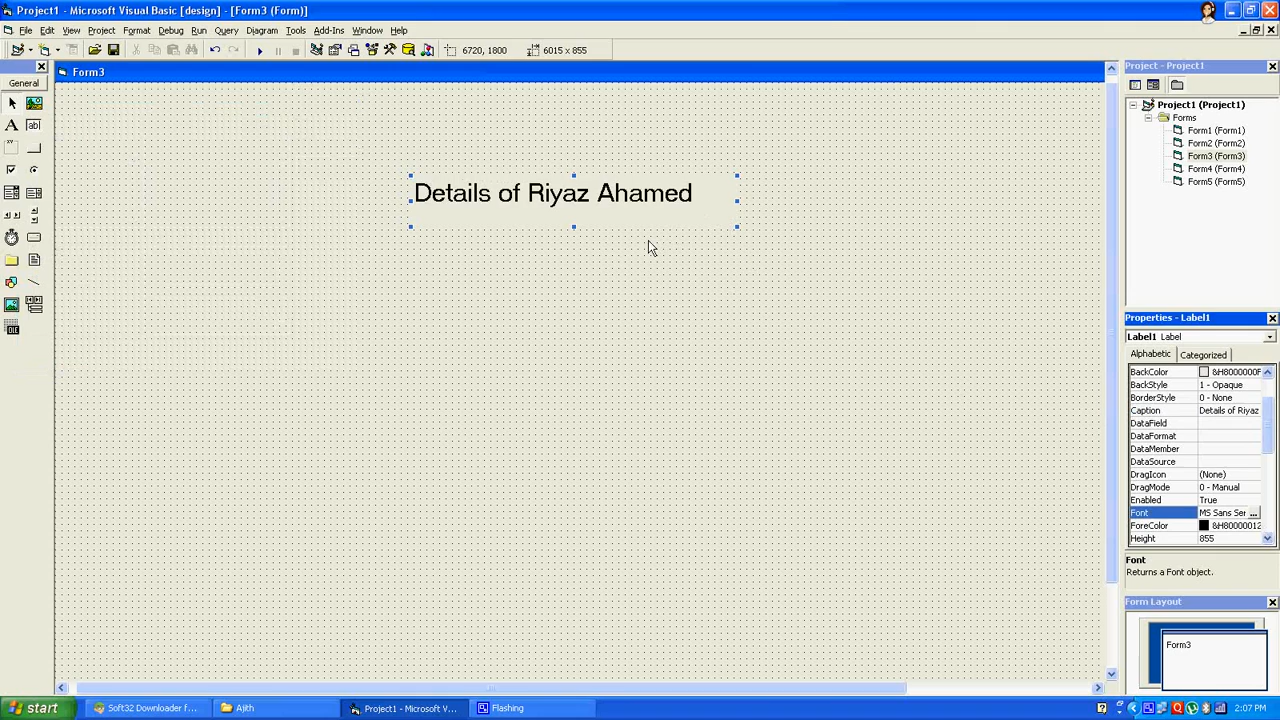 Project1 - Microsoft Visual Basic [design] - [Form3 (Form)]
File Edit View Project Format Debug Run Query Diagram Tools Add-Ins Window Help
6720, 1800 6015 x 855
General
Form3
Details of Riyaz Ahamed
Project - Project1
Project1 (Project1)
Forms
Form1 (Form1)
Form2 (Form2)
Form3 (Form3)
Form4 (Form4)
Form5 (Form5)
Properties - Label1
Label1 Label
Alphabetic Categorized
BackColor &H8000000F
BackStyle 1 - Opaque
BorderStyle 0 - None
Caption Details of Riyaz
DataField
DataFormat
DataMember
DataSource
DragIcon (None)
DragMode 0 - Manual
Enabled True
Font MS Sans Ser ...
ForeColor &H80000012
Height 855
Font
Returns a Font object.
Form Layout
Form3
start Soft32 Downloader f... Ajith Project1 - Microsoft V... Flashing 2:07 PM